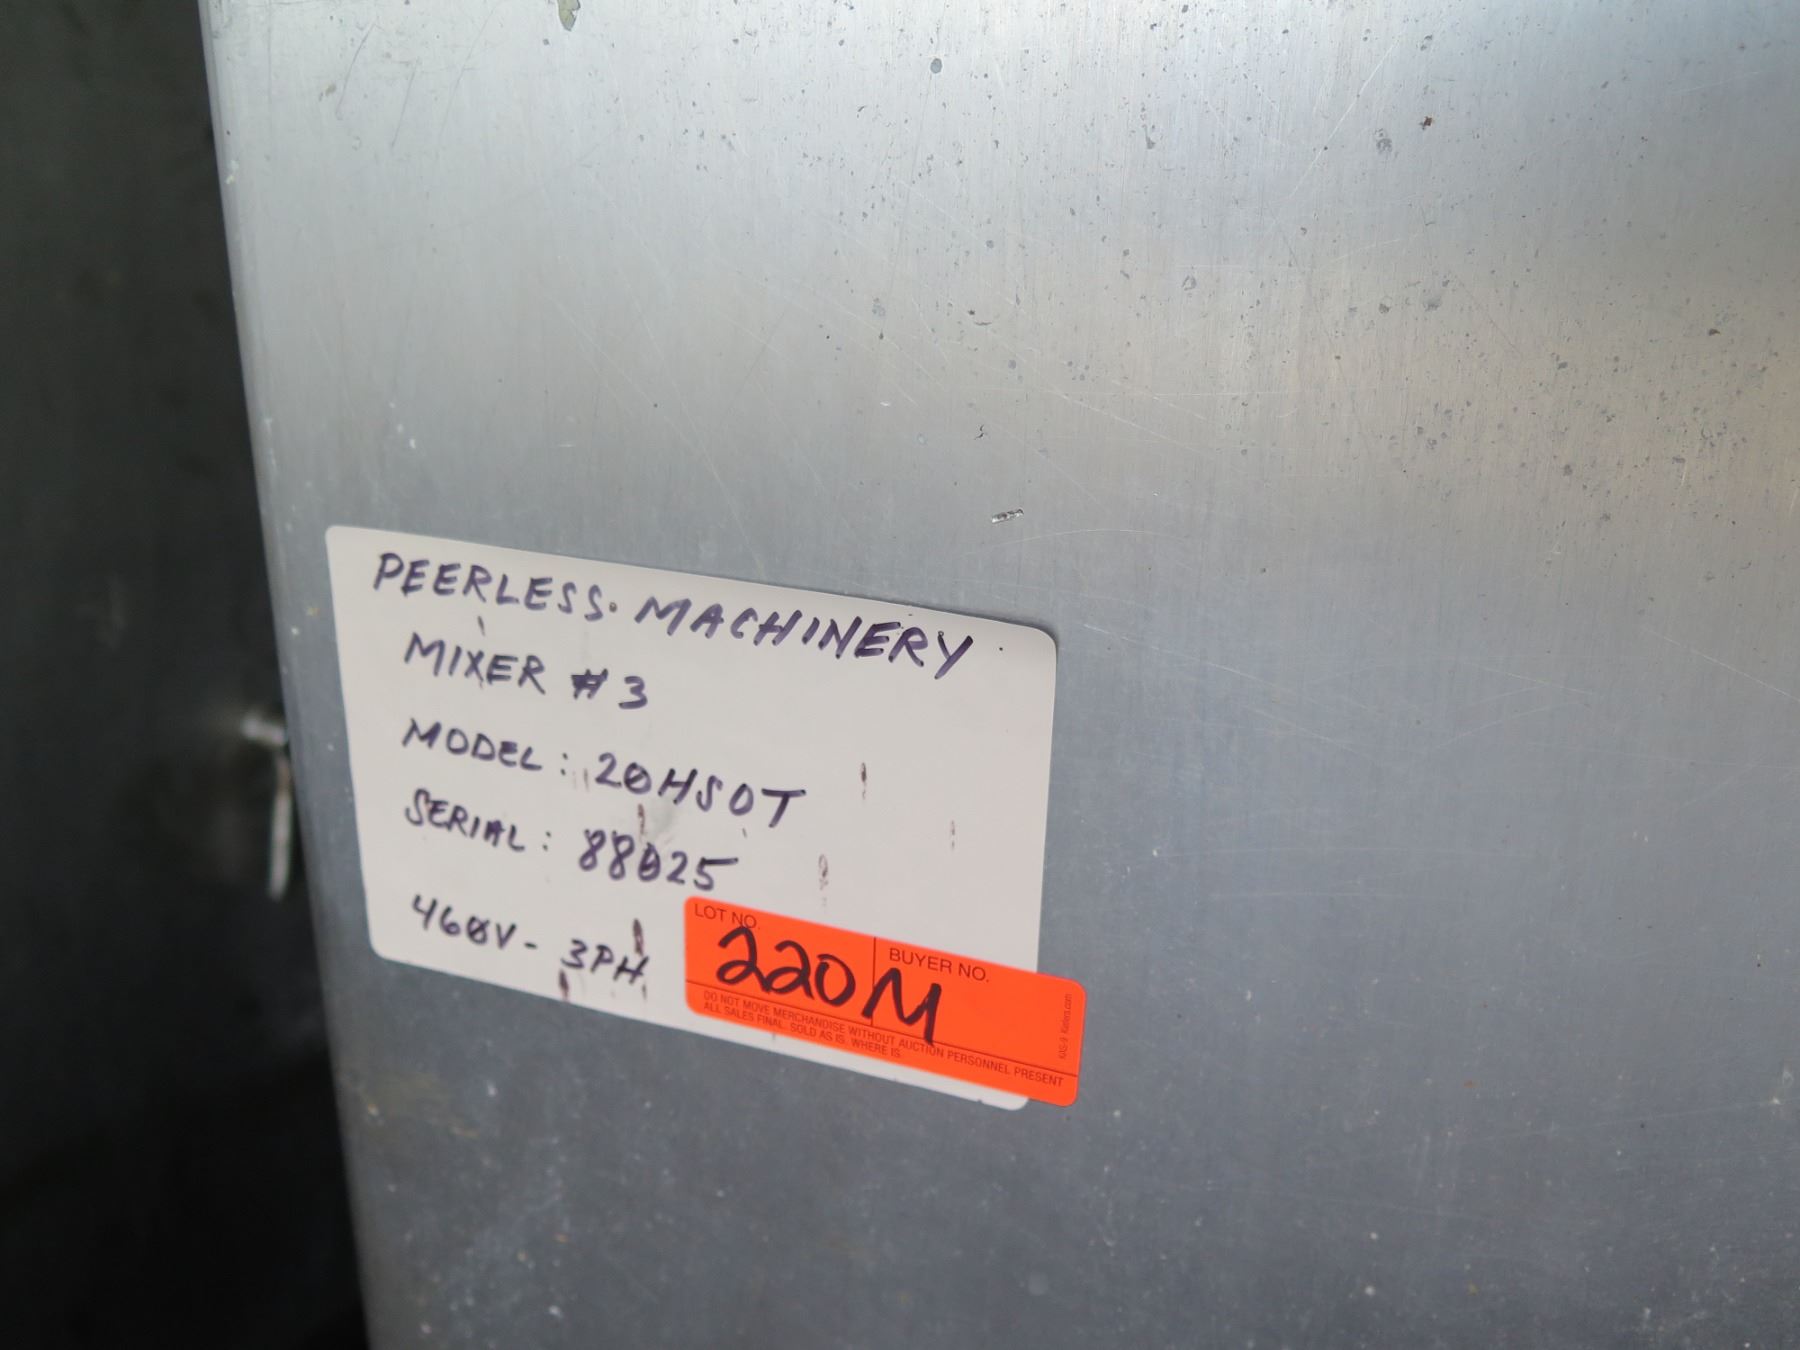 PEERLESS. MACHINERY
MIXER #3
MODEL: 20HSOT
SERIAL: 88025
460V - 3PH
LOT NO.
220M
BUYER NO.
DO NOT MOVE MERCHANDISE WITHOUT AUCTION PERSONNEL PRESENT
ALL SALES FINAL. SOLD AS IS. WHERE IS